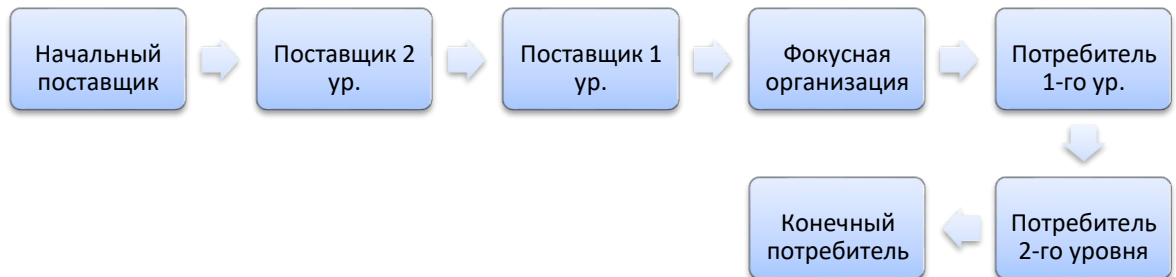 Начальный
поставщик
Поставщик 2
ур.
Поставщик 1
ур.
Фокусная
организация
Потребитель
1-го ур.
Потребитель
2-го уровня
Конечный
потребитель